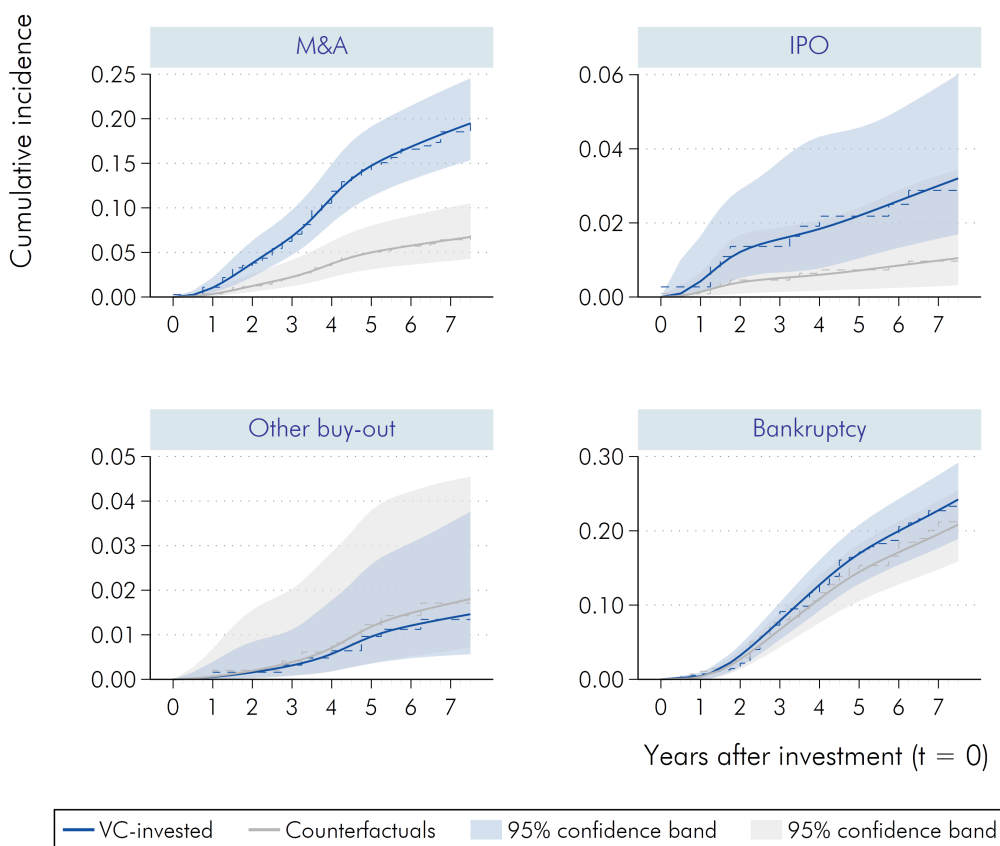 Cumulative incidence
M&A
0.25
0.20
0.15
0.10
0.05
0.00
0 1 2 3 4 5 6 7
IPO
0.06
0.04
0.02
0.00
0 1 2 3 4 5 6 7
Other buy-out
0.05
0.04
0.03
0.02
0.01
0.00
0 1 2 3 4 5 6 7
Bankruptcy
0.30
0.20
0.10
0.00
0 1 2 3 4 5 6 7
Years after investment (t = 0)
VC-invested Counterfactuals 95% confidence band 95% confidence band